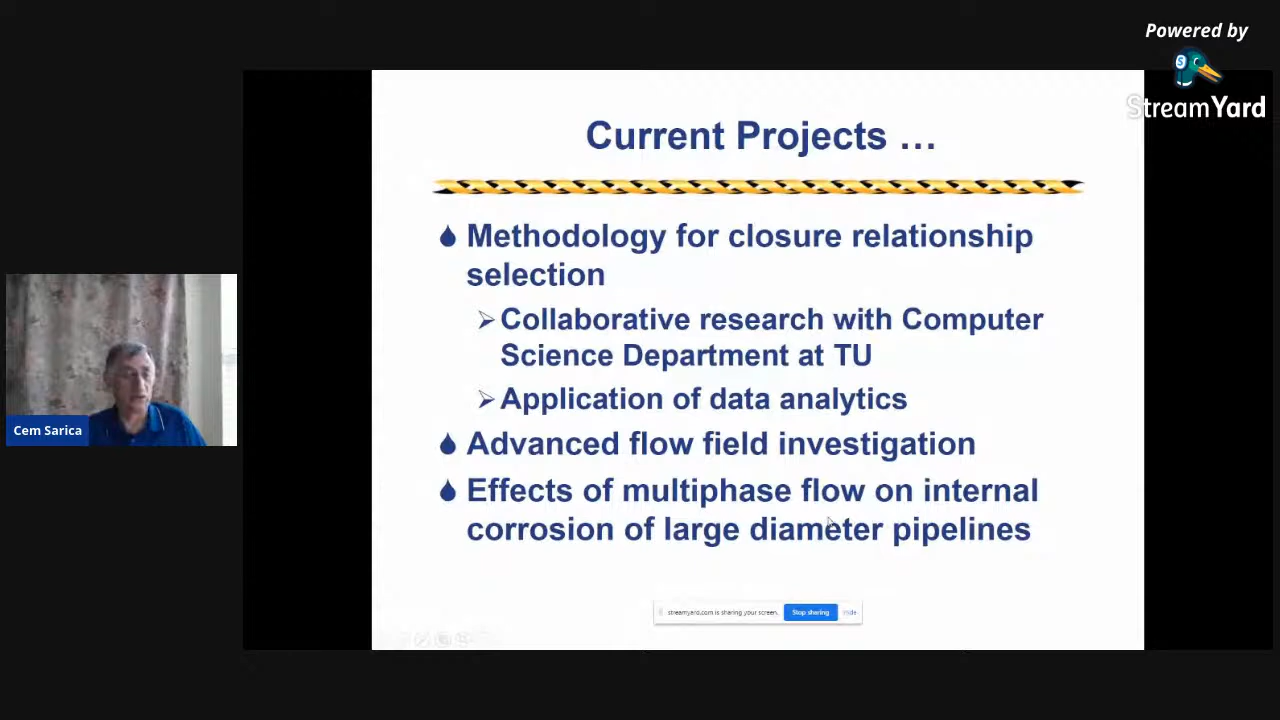 Powered by
StreamYard
Current Projects …
Methodology for closure relationship
selection
Collaborative research with Computer
Science Department at TU
Application of data analytics
Advanced flow field investigation
Effects of multiphase flow on internal
corrosion of large diameter pipelines
Cem Sarica
streamyard.com is sharing your screen. Stop sharing Hide